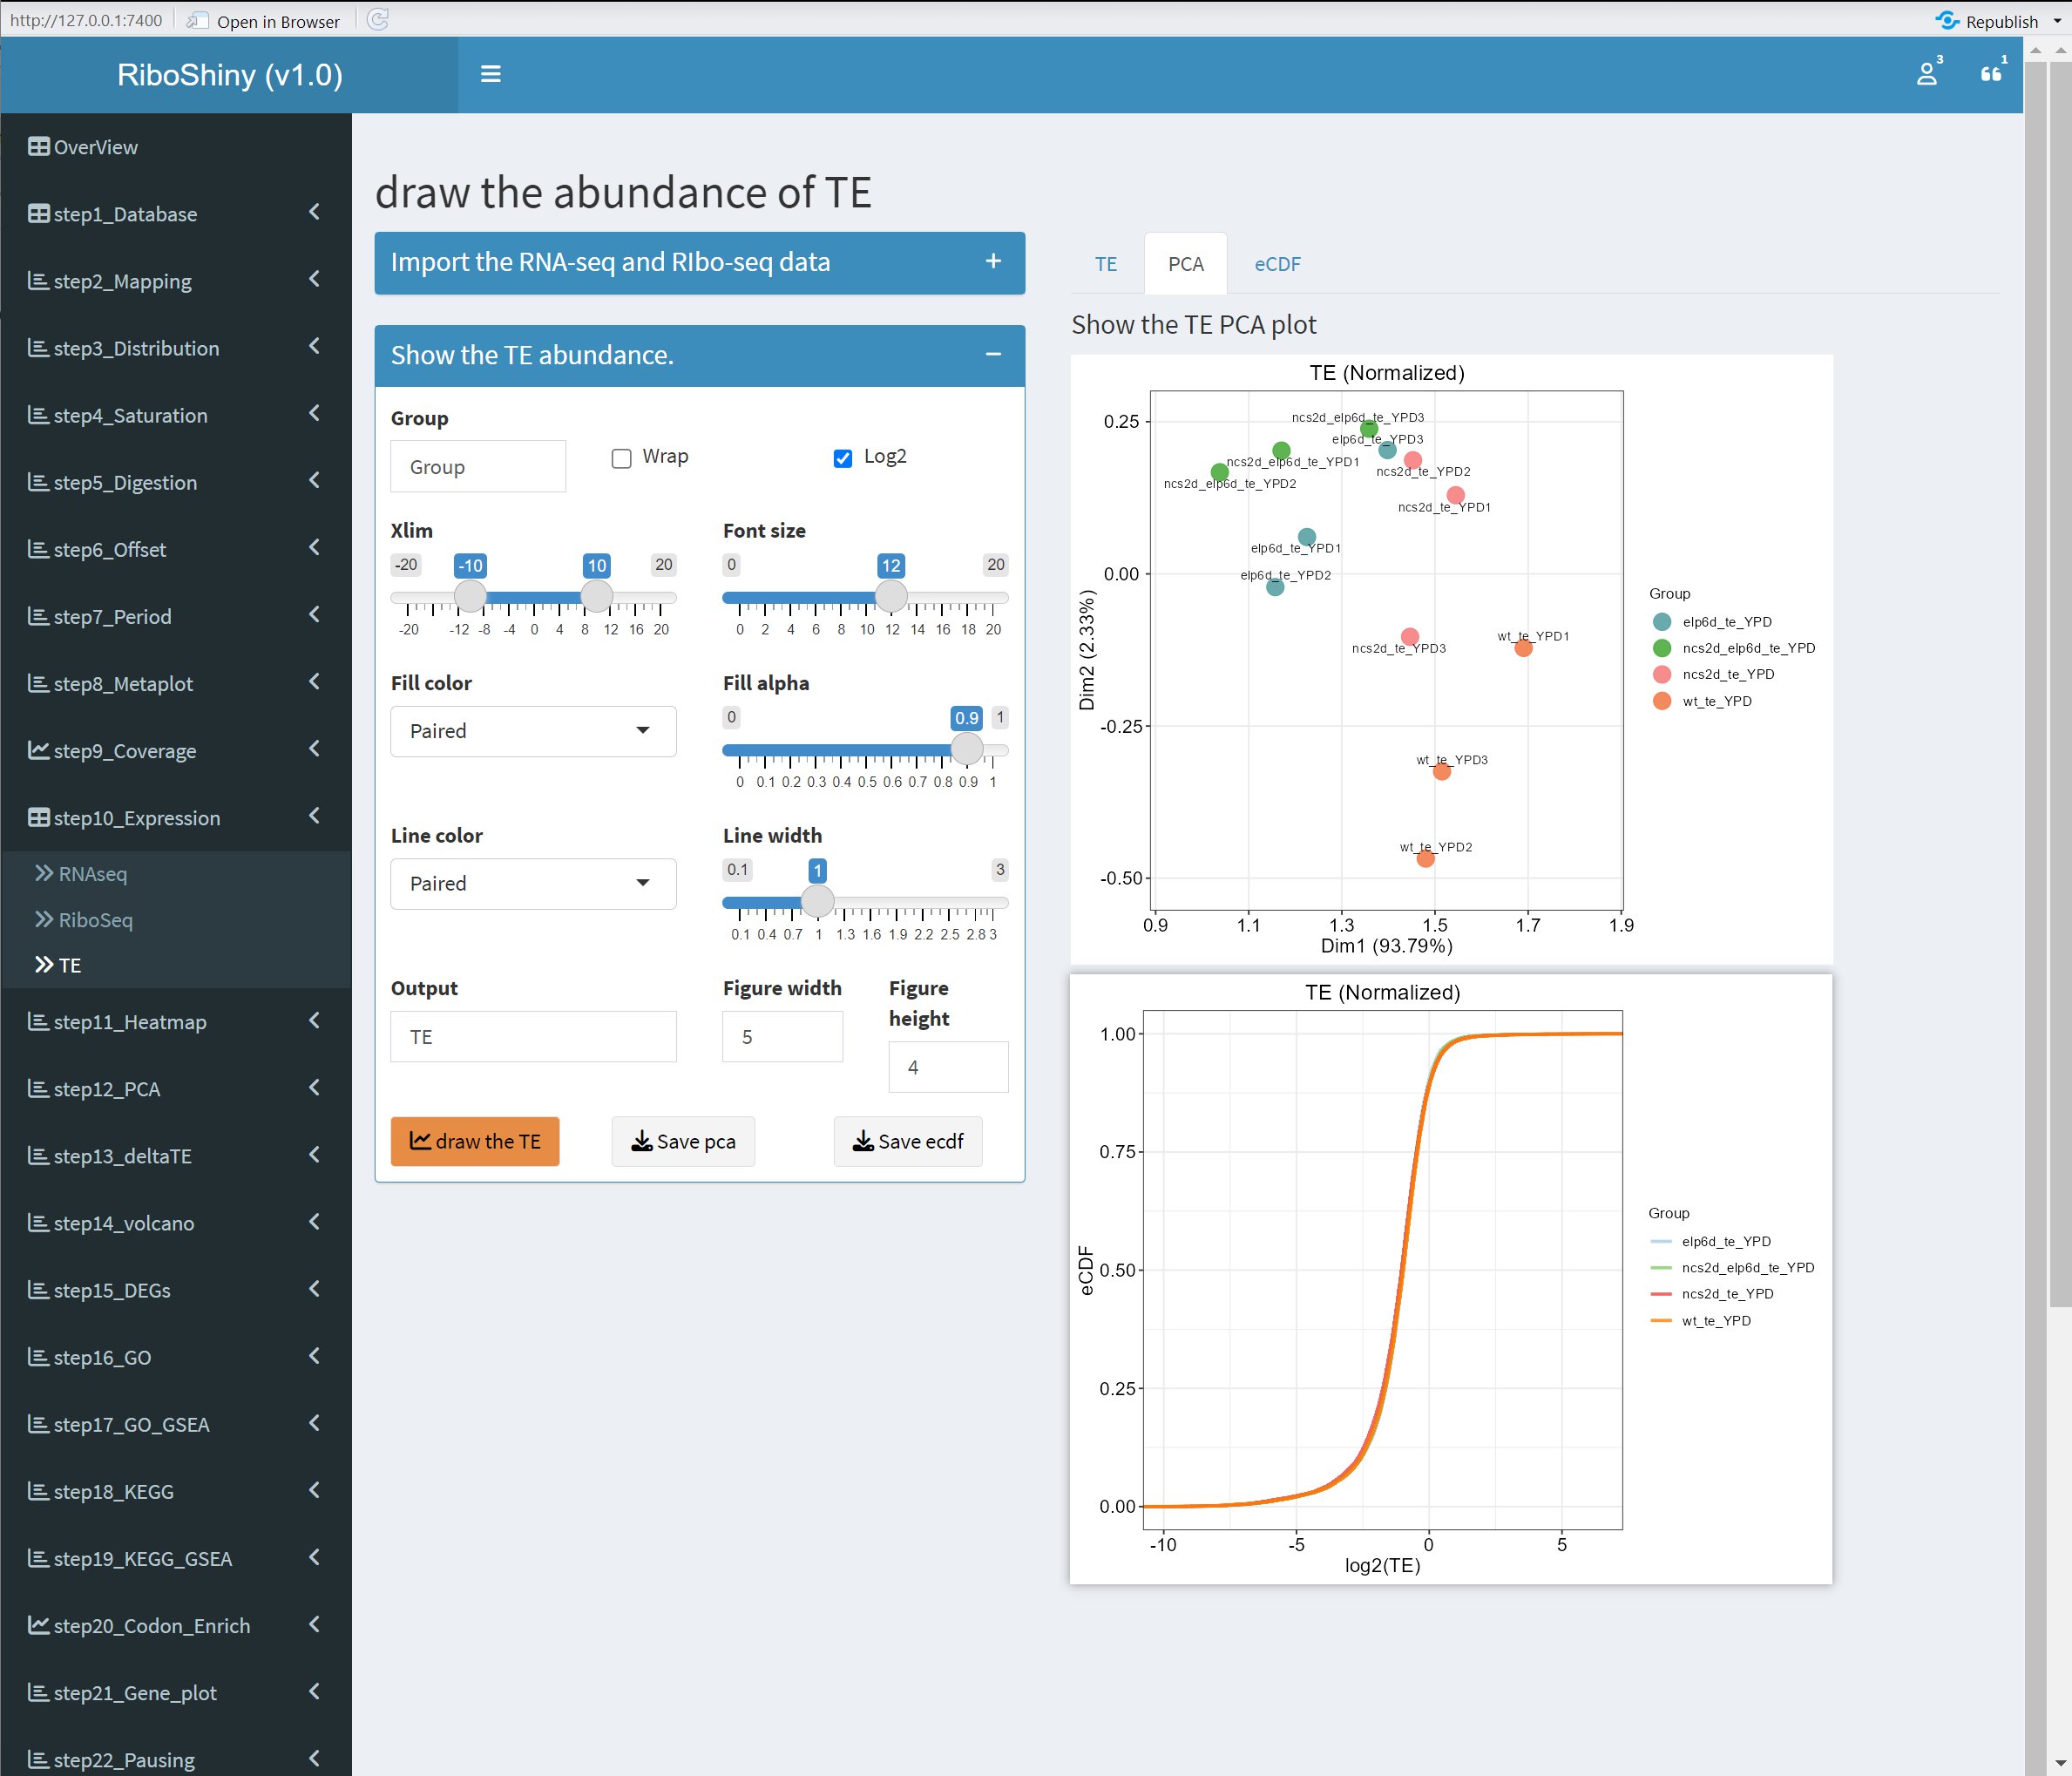 http://127.0.0.1:7400 Open in Browser Republish
RiboShiny (v1.0) 3 1
OverView
step1_Database
step2_Mapping
step3_Distribution
step4_Saturation
step5_Digestion
step6_Offset
step7_Period
step8_Metaplot
step9_Coverage
step10_Expression
RNAseq
RiboSeq
TE
step11_Heatmap
step12_PCA
step13_deltaTE
step14_volcano
step15_DEGs
step16_GO
step17_GO_GSEA
step18_KEGG
step19_KEGG_GSEA
step20_Codon_Enrich
step21_Gene_plot
step22_Pausing
draw the abundance of TE
Import the RNA-seq and RIbo-seq data +
Show the TE abundance. −
Group
Group Wrap Log2
Xlim
-20 -10 10 20
-20 -12 -8 -4 0 4 8 12 16 20
Font size
0 12 20
0 2 4 6 8 10 12 14 16 18 20
Fill color
Paired
Fill alpha
0 0.9 1
0 0.1 0.2 0.3 0.4 0.5 0.6 0.7 0.8 0.9 1
Line color
Paired
Line width
0.1 1 3
0.1 0.4 0.7 1 1.3 1.6 1.9 2.2 2.5 2.8 3
Output
TE
Figure width
5
Figure
height
4
draw the TE Save pca Save ecdf
TE PCA eCDF
Show the TE PCA plot
TE (Normalized)
0.25
0.00
-0.25
-0.50
Dim2 (2.33%)
ncs2d_elp6d_te_YPD3
elp6d_te_YPD3
ncs2d_elp6d_te_YPD1
ncs2d_te_YPD2
ncs2d_elp6d_te_YPD2
ncs2d_te_YPD1
elp6d_te_YPD1
elp6d_te_YPD2
wt_te_YPD1
ncs2d_te_YPD3
wt_te_YPD3
wt_te_YPD2
0.9 1.1 1.3 1.5 1.7 1.9
Dim1 (93.79%)
Group
elp6d_te_YPD
ncs2d_elp6d_te_YPD
ncs2d_te_YPD
wt_te_YPD
TE (Normalized)
1.00
0.75
0.50
0.25
0.00
eCDF
-10 -5 0 5
log2(TE)
Group
elp6d_te_YPD
ncs2d_elp6d_te_YPD
ncs2d_te_YPD
wt_te_YPD